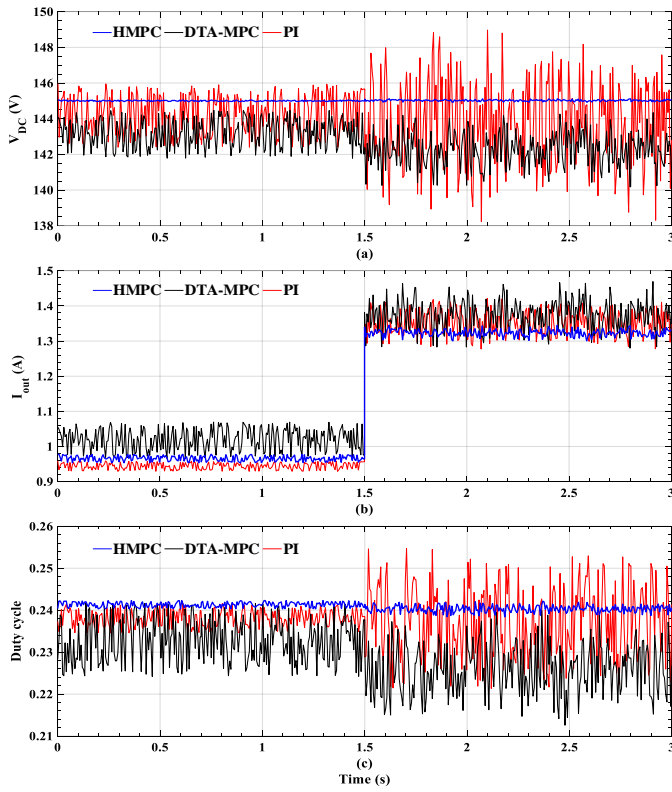 150
148
146
144
142
140
138
V_DC (V)
HMPC DTA-MPC PI
0 0.5 1 1.5 2 2.5 3
(a)
1.5
1.4
1.3
1.2
1.1
1
0.9
I_out (A)
HMPC DTA-MPC PI
0 0.5 1 1.5 2 2.5 3
(b)
0.26
0.25
0.24
0.23
0.22
0.21
Duty cycle
HMPC DTA-MPC PI
0 0.5 1 1.5 2 2.5 3
(c)
Time (s)